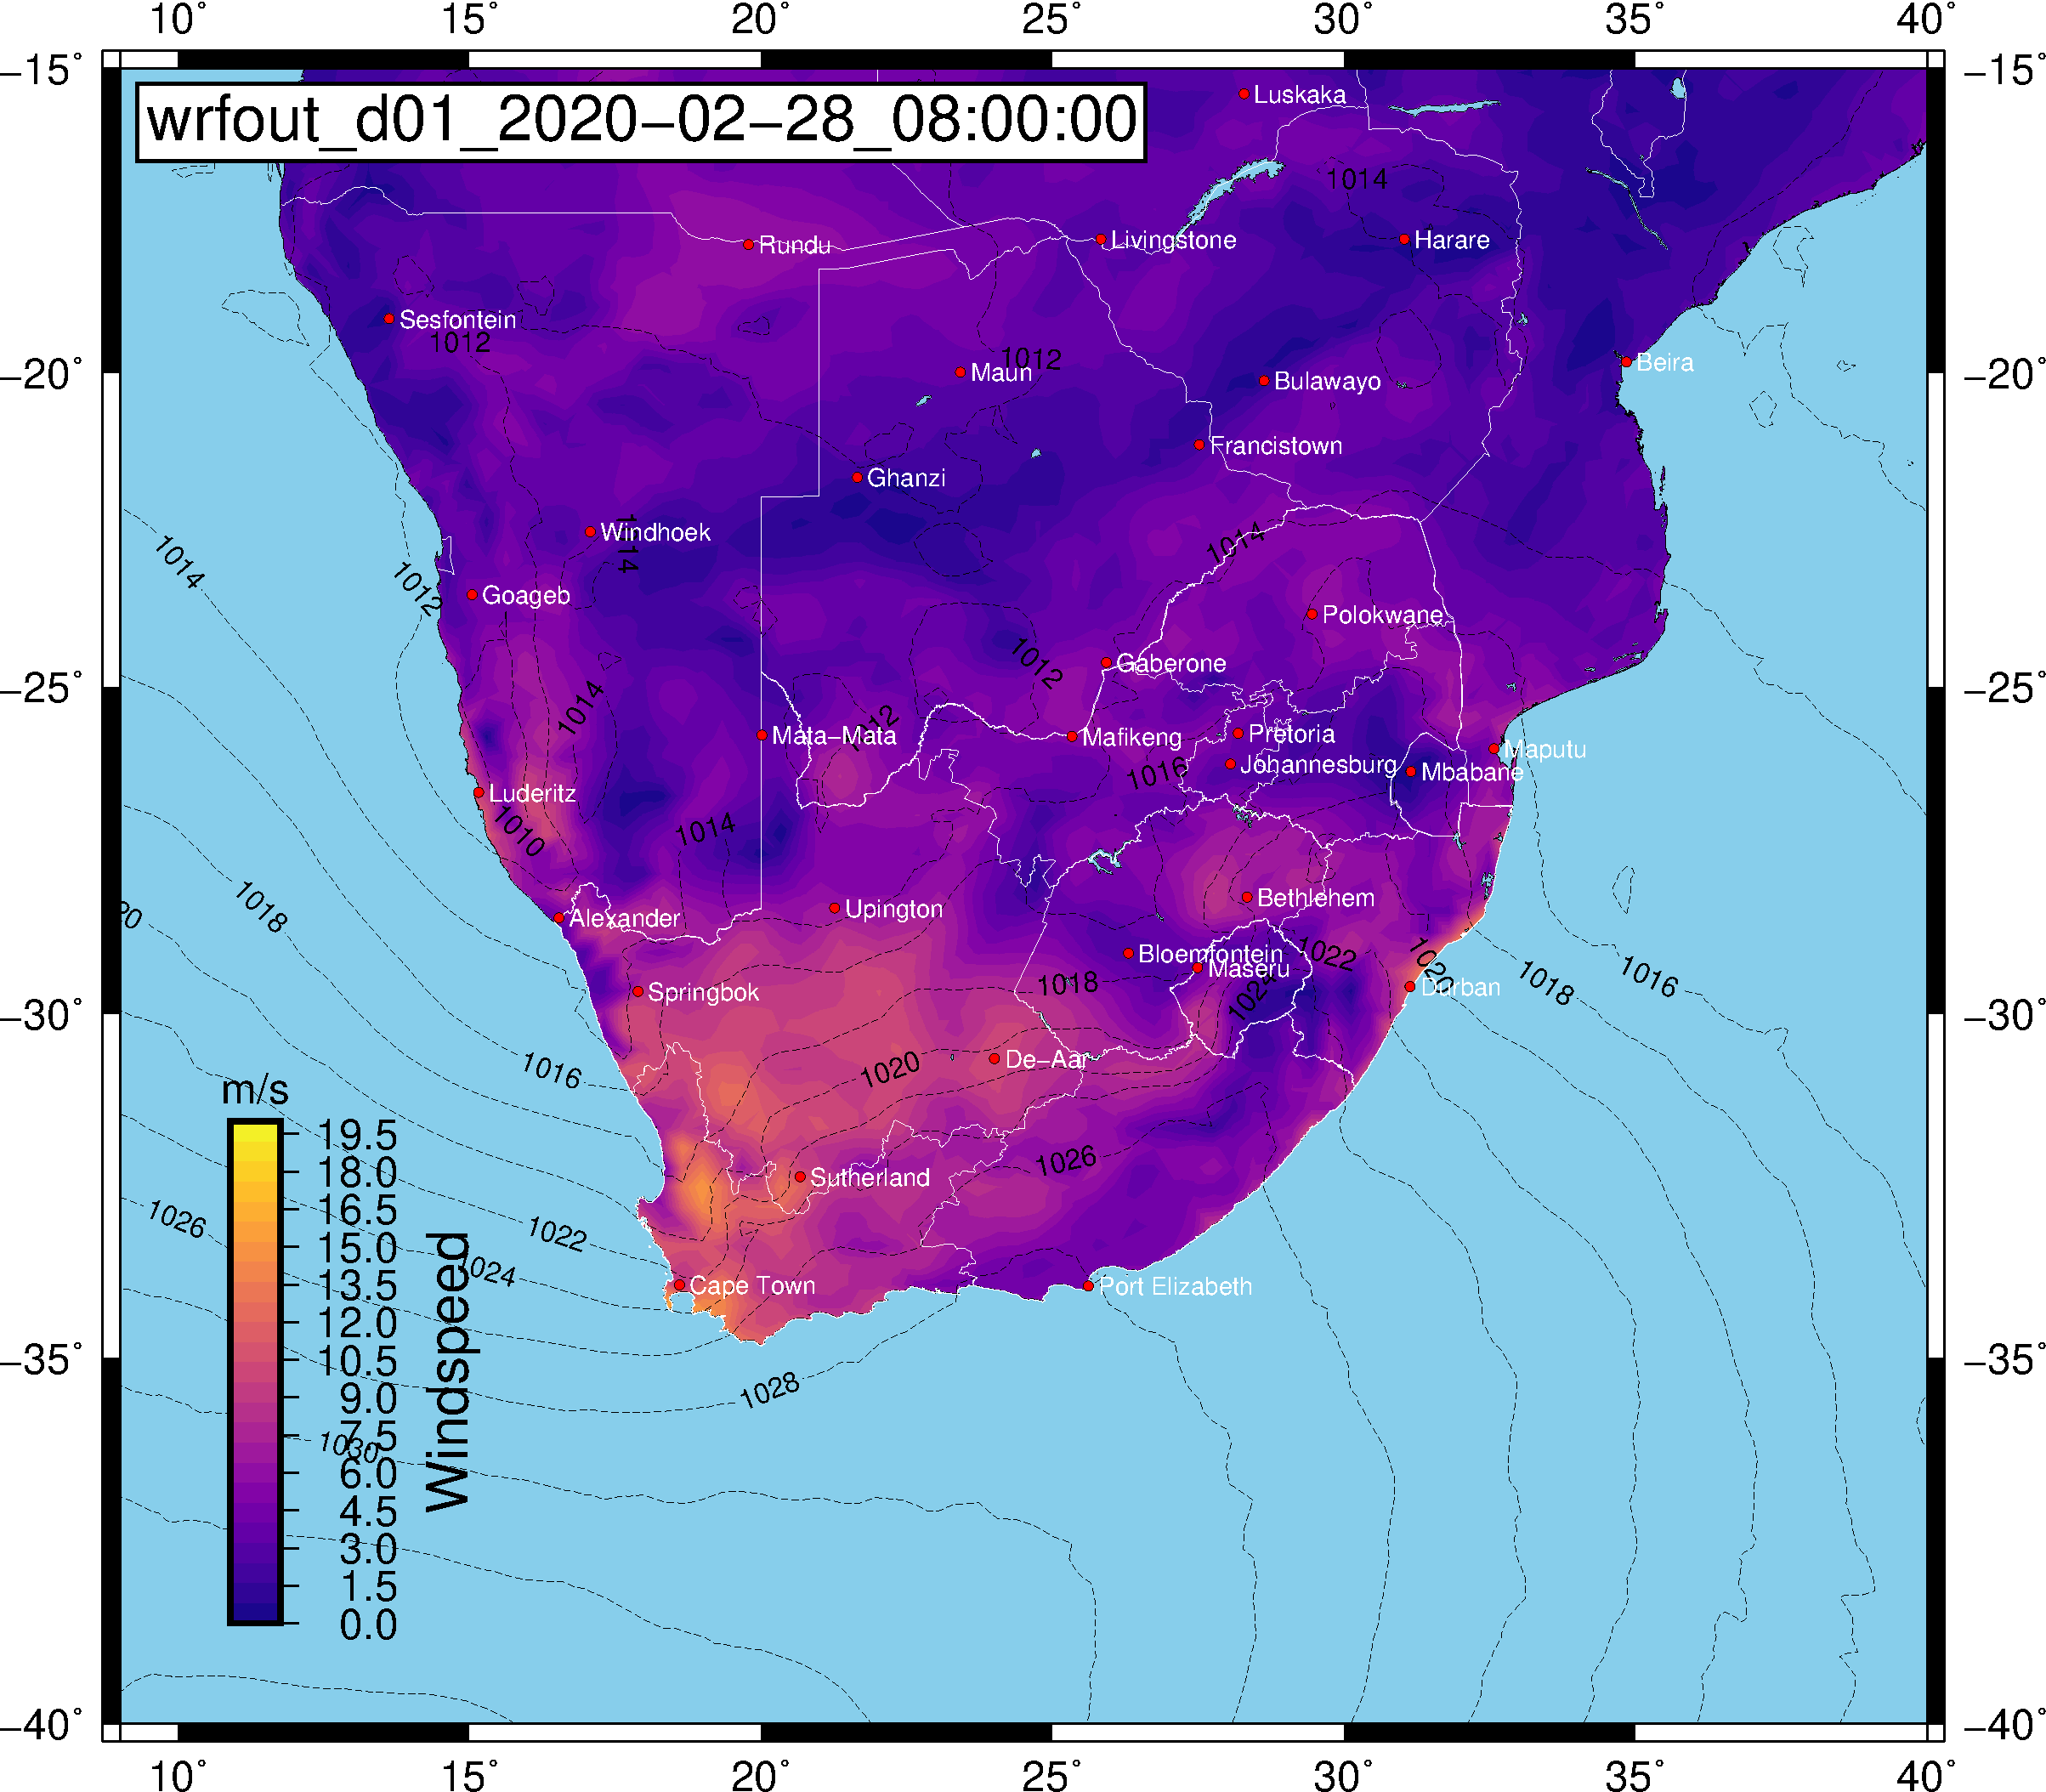 10° 15° 20° 25° 30° 35° 40°
−15° −15°
wrfout_d01_2020−02−28_08:00:00
Luskaka
1014
Rundu Livingstone Harare
Sesfontein
1012
1012
Maun Bulawayo Beira
−20° −20°
Francistown
Ghanzi
Windhoek
1014
1014
1014
1012
Goageb
Polokwane
1012
Gaberone
−25° −25°
1014
1012
Mata−Mata Mafikeng Pretoria Maputu
Johannesburg Mbabane
1016
Luderitz
1010
1014
1018
Bethlehem
20
Alexander Upington
Bloemfontein
1022
1020
Maseru
1018
1016
1018
1024
Springbok Durban
−30° −30°
1016
1020
De−Aar
m/s
19.5
18.0
16.5
15.0
13.5
12.0
10.5
9.0
7.5
6.0
4.5
3.0
1.5
0.0
Windspeed
1026
Sutherland
1026
1022
1024
Cape Town Port Elizabeth
−35° −35°
1028
1030
−40° −40°
10° 15° 20° 25° 30° 35° 40°